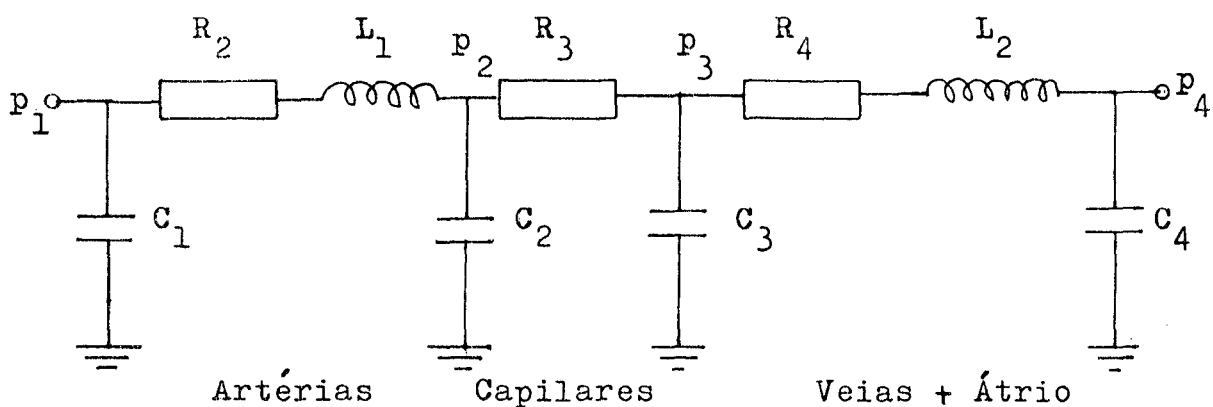 R2 L1 p2 R3 p3 R4 L2
p1 p4
C1 C2 C3 C4
Artérias Capilares Veias + Átrio